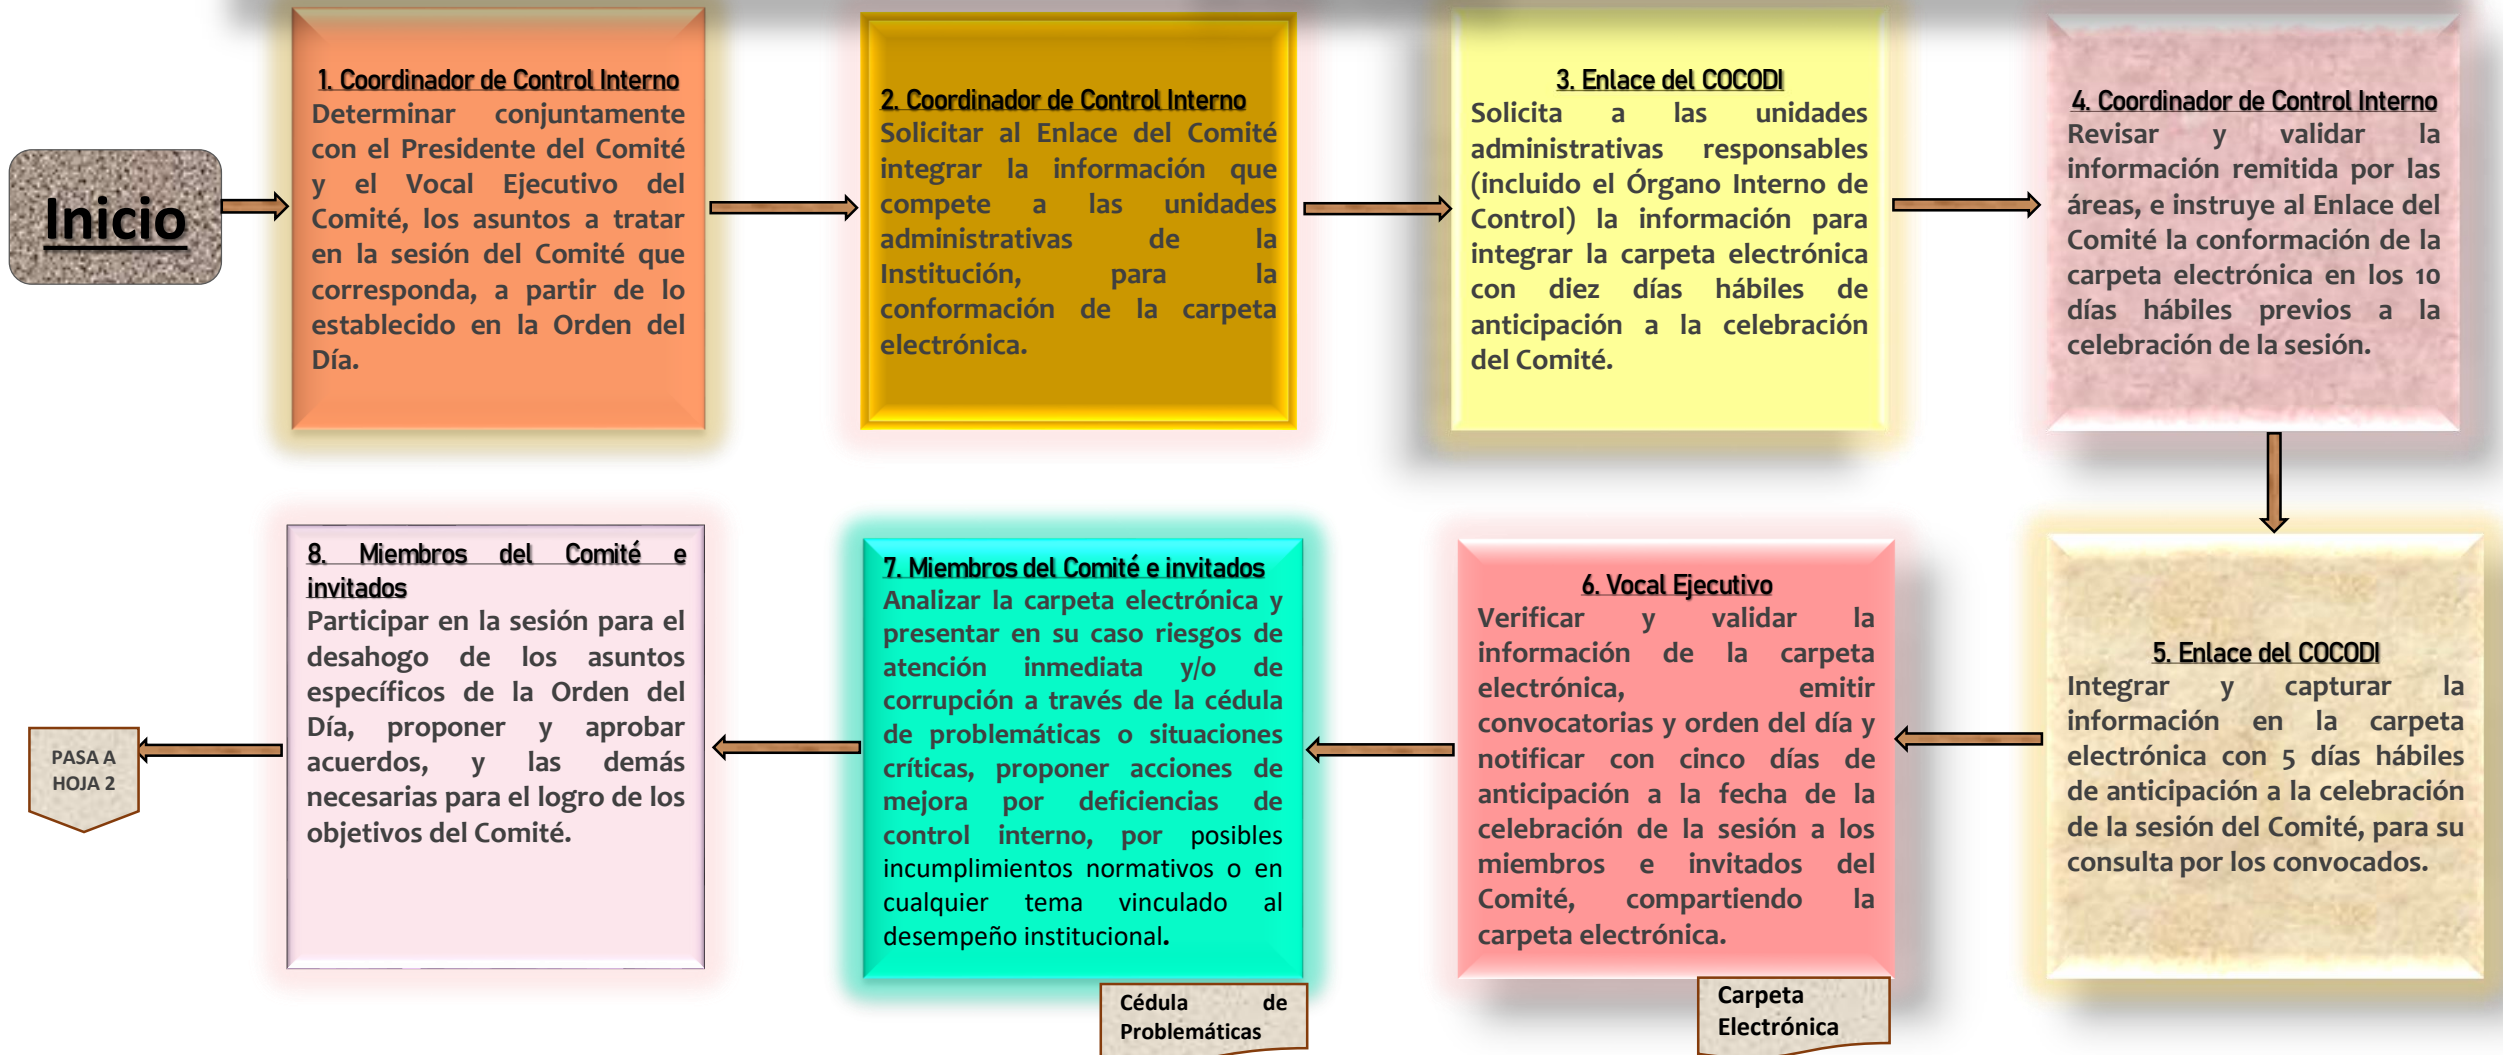 Inicio
1. Coordinador de Control Interno
Determinar conjuntamente
con el Presidente del Comité
y el Vocal Ejecutivo del
Comité, los asuntos a tratar
en la sesión del Comité que
corresponda, a partir de lo
establecido en la Orden del
Día.
2. Coordinador de Control Interno
Solicitar al Enlace del Comité
integrar la información que
compete a las unidades
administrativas de la
Institución, para la
conformación de la carpeta
electrónica.
3. Enlace del COCODI
Solicita a las unidades
administrativas responsables
(incluido el Órgano Interno de
Control) la información para
integrar la carpeta electrónica
con diez días hábiles de
anticipación a la celebración
del Comité.
4. Coordinador de Control Interno
Revisar y validar la
información remitida por las
áreas, e instruye al Enlace del
Comité la conformación de la
carpeta electrónica en los 10
días hábiles previos a la
celebración de la sesión.
5. Enlace del COCODI
Integrar y capturar la
información en la carpeta
electrónica con 5 días hábiles
de anticipación a la celebración
de la sesión del Comité, para su
consulta por los convocados.
6. Vocal Ejecutivo
Verificar y validar la
información de la carpeta
electrónica, emitir
convocatorias y orden del día y
notificar con cinco días de
anticipación a la fecha de la
celebración de la sesión a los
miembros e invitados del
Comité, compartiendo la
carpeta electrónica.
Carpeta
Electrónica
7. Miembros del Comité e invitados
Analizar la carpeta electrónica y
presentar en su caso riesgos de
atención inmediata y/o de
corrupción a través de la cédula
de problemáticas o situaciones
críticas, proponer acciones de
mejora por deficiencias de
control interno, por posibles
incumplimientos normativos o en
cualquier tema vinculado al
desempeño institucional.
Cédula de
Problemáticas
8. Miembros del Comité e
invitados
Participar en la sesión para el
desahogo de los asuntos
específicos de la Orden del
Día, proponer y aprobar
acuerdos, y las demás
necesarias para el logro de los
objetivos del Comité.
PASA A
HOJA 2